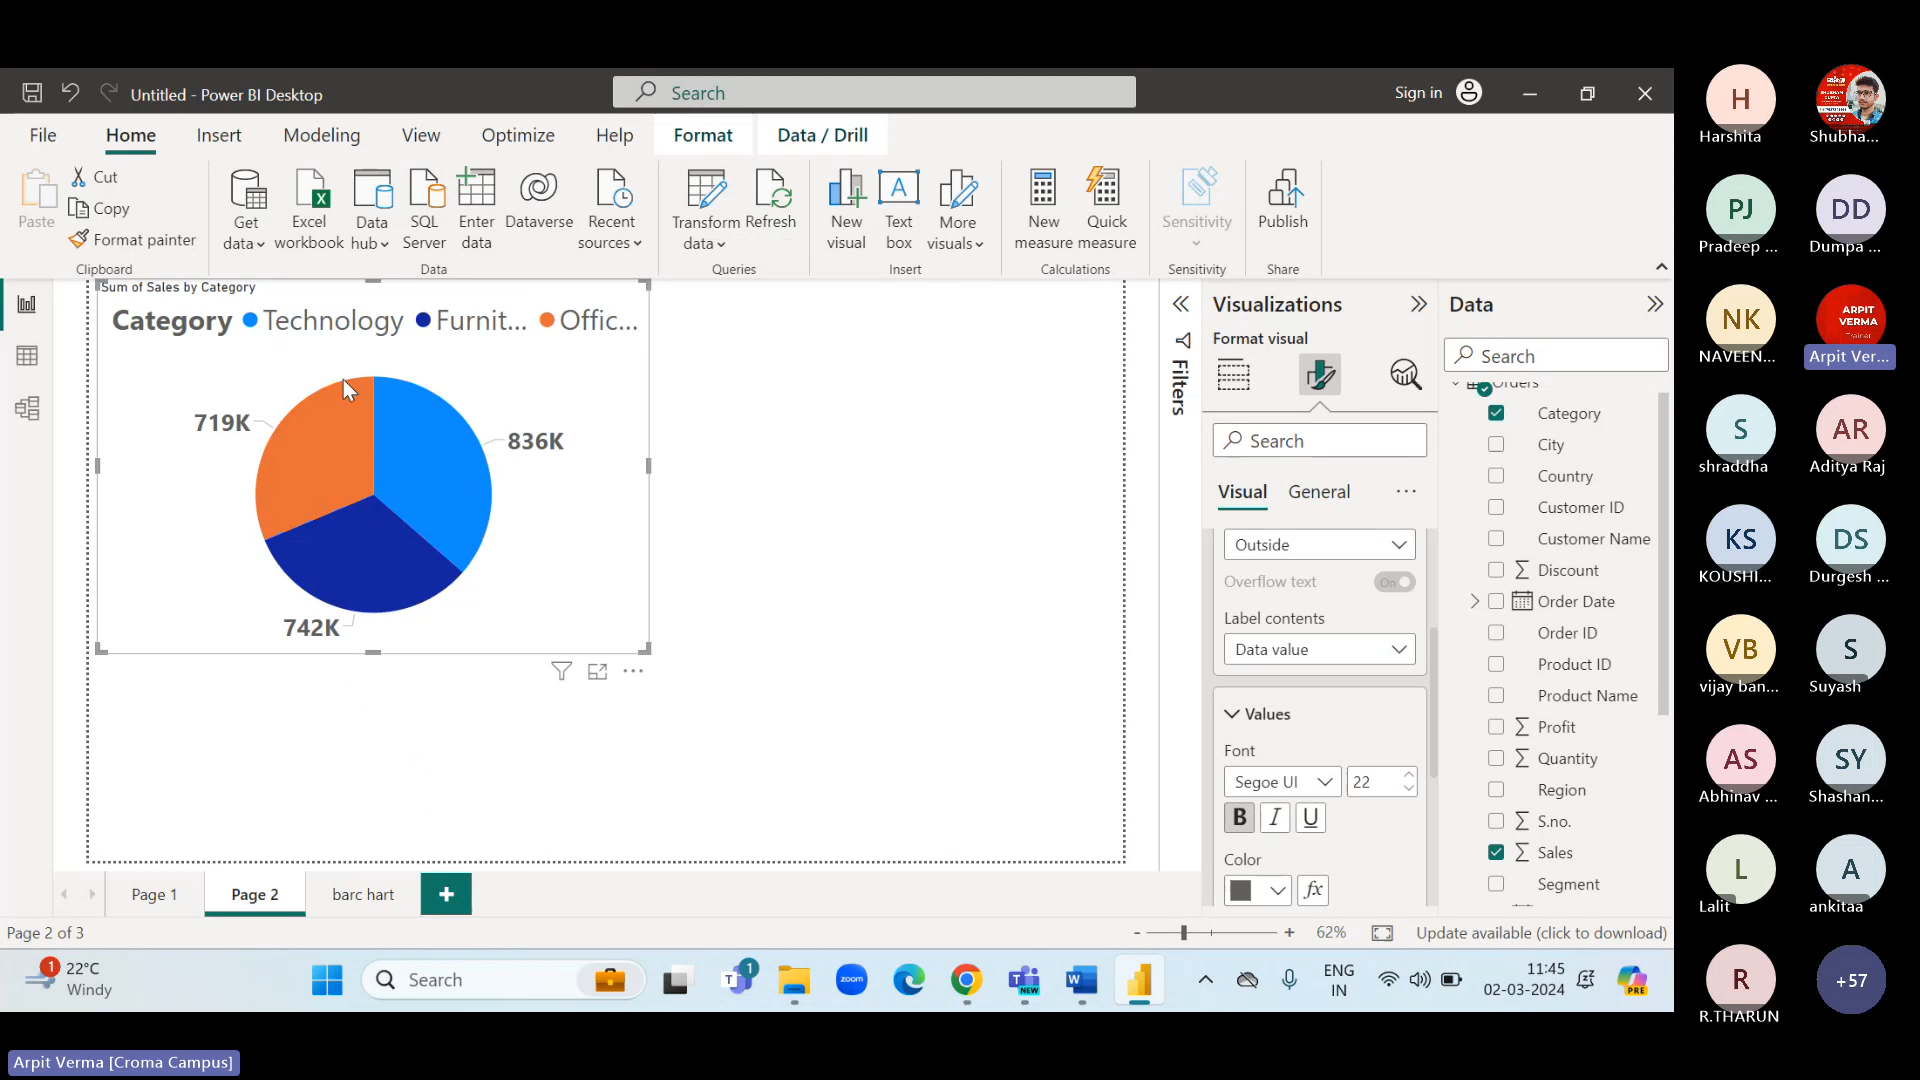 Untitled - Power BI Desktop
Search
Sign in
File Home Insert Modeling View Optimize Help Format Data / Drill
Paste
Cut
Copy
Format painter
Clipboard
Get data
Excel workbook
Data hub
SQL Server
Enter data
Dataverse
Recent sources
Data
Transform data
Refresh
Queries
New visual
Text box
More visuals
Insert
New measure
Quick measure
Calculations
Sensitivity
Sensitivity
Publish
Share
Sum of Sales by Category
Category Technology Furnit... Offic...
719K
836K
742K
Filters
Visualizations
Format visual
Search
Visual General
Outside
Overflow text On
Label contents
Data value
Values
Font
Segoe UI 22
B I U
Color
fx
Data
Search
Orders
Category
City
Country
Customer ID
Customer Name
Discount
Order Date
Order ID
Product ID
Product Name
Profit
Quantity
Region
S.no.
Sales
Segment
Page 1 Page 2 barc hart +
Page 2 of 3
- + 62% Update available (click to download)
1 22°C
Windy
Search
1
zoom
NEW
W
ENG
IN
11:45
02-03-2024
PRE
H
Harshita
Shubha...
PJ
Pradeep ...
DD
Dumpa ...
NK
NAVEEN...
ARPIT
VERMA
Trainer
Arpit Ver...
S
shraddha
AR
Aditya Raj
KS
KOUSHI...
DS
Durgesh ...
VB
vijay ban...
S
Suyash
AS
Abhinav ...
SY
Shashan...
L
Lalit
A
ankitaa
R
R.THARUN
+57
Arpit Verma [Croma Campus]